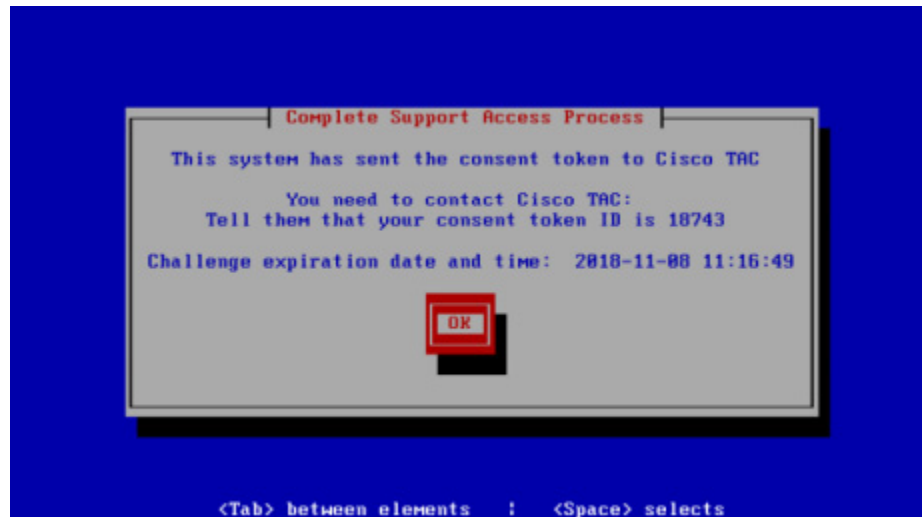 Complete Support Access Process
This system has sent the consent token to Cisco TAC
You need to contact Cisco TAC:
Tell them that your consent token ID is 18743
Challenge expiration date and time: 2018-11-08 11:16:49
OK
<Tab> between elements ¦ <Space> selects